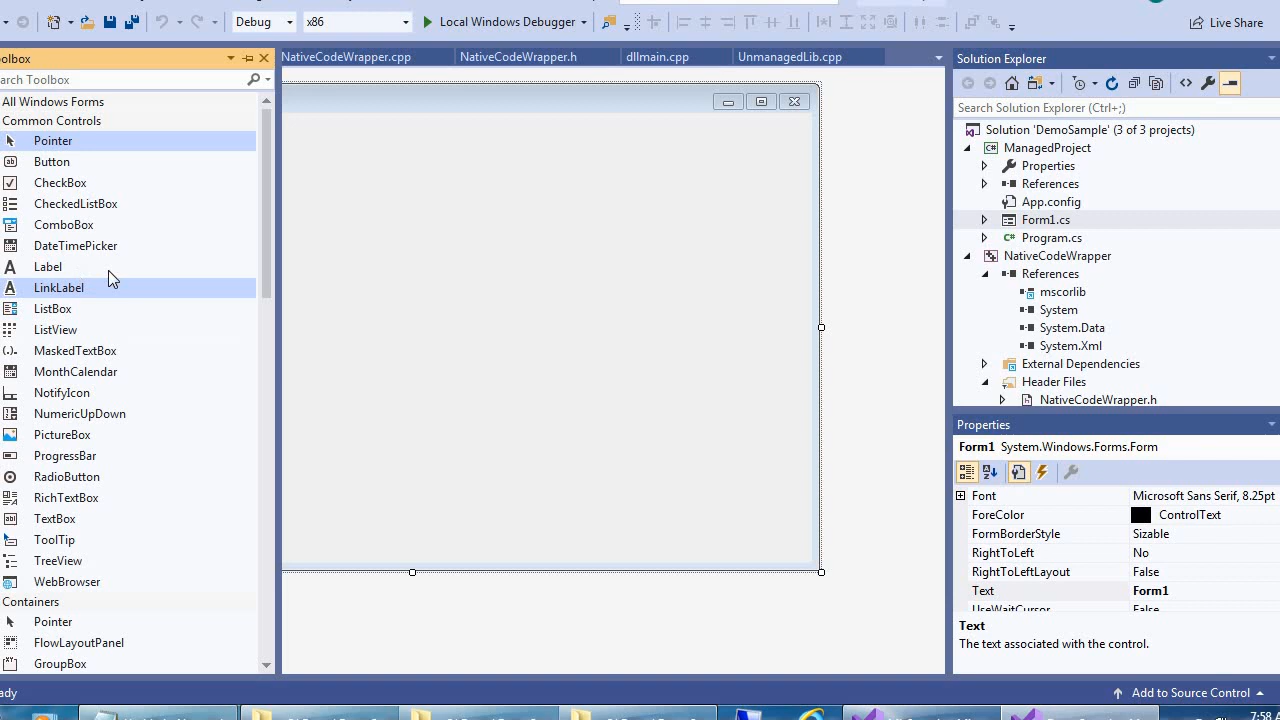 Debug
x86
Local Windows Debugger
Live Share
oolbox
NativeCodeWrapper.cpp
NativeCodeWrapper.h
dllmain.cpp
UnmanagedLib.cpp
earch Toolbox
All Windows Forms
Common Controls
Pointer
Button
CheckBox
CheckedListBox
ComboBox
DateTimePicker
Label
LinkLabel
ListBox
ListView
MaskedTextBox
MonthCalendar
NotifyIcon
NumericUpDown
PictureBox
ProgressBar
RadioButton
RichTextBox
TextBox
ToolTip
TreeView
WebBrowser
Containers
Pointer
FlowLayoutPanel
GroupBox
Solution Explorer
Search Solution Explorer (Ctrl+;)
Solution 'DemoSample' (3 of 3 projects)
ManagedProject
Properties
References
App.config
Form1.cs
Program.cs
NativeCodeWrapper
References
mscorlib
System
System.Data
System.Xml
External Dependencies
Header Files
NativeCodeWrapper.h
Properties
Form1 System.Windows.Forms.Form
Font Microsoft Sans Serif, 8.25pt
ForeColor ControlText
FormBorderStyle Sizable
RightToLeft No
RightToLeftLayout False
Text Form1
UseWaitCursor False
Text
The text associated with the control.
ady
Add to Source Control
7:58